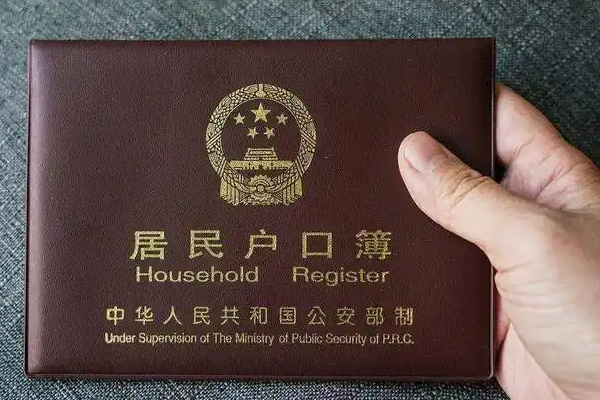 居民户口簿
Household Register
中华人民共和国公安部制
Under Supervision of The Ministry of Public Security of P.R.C.